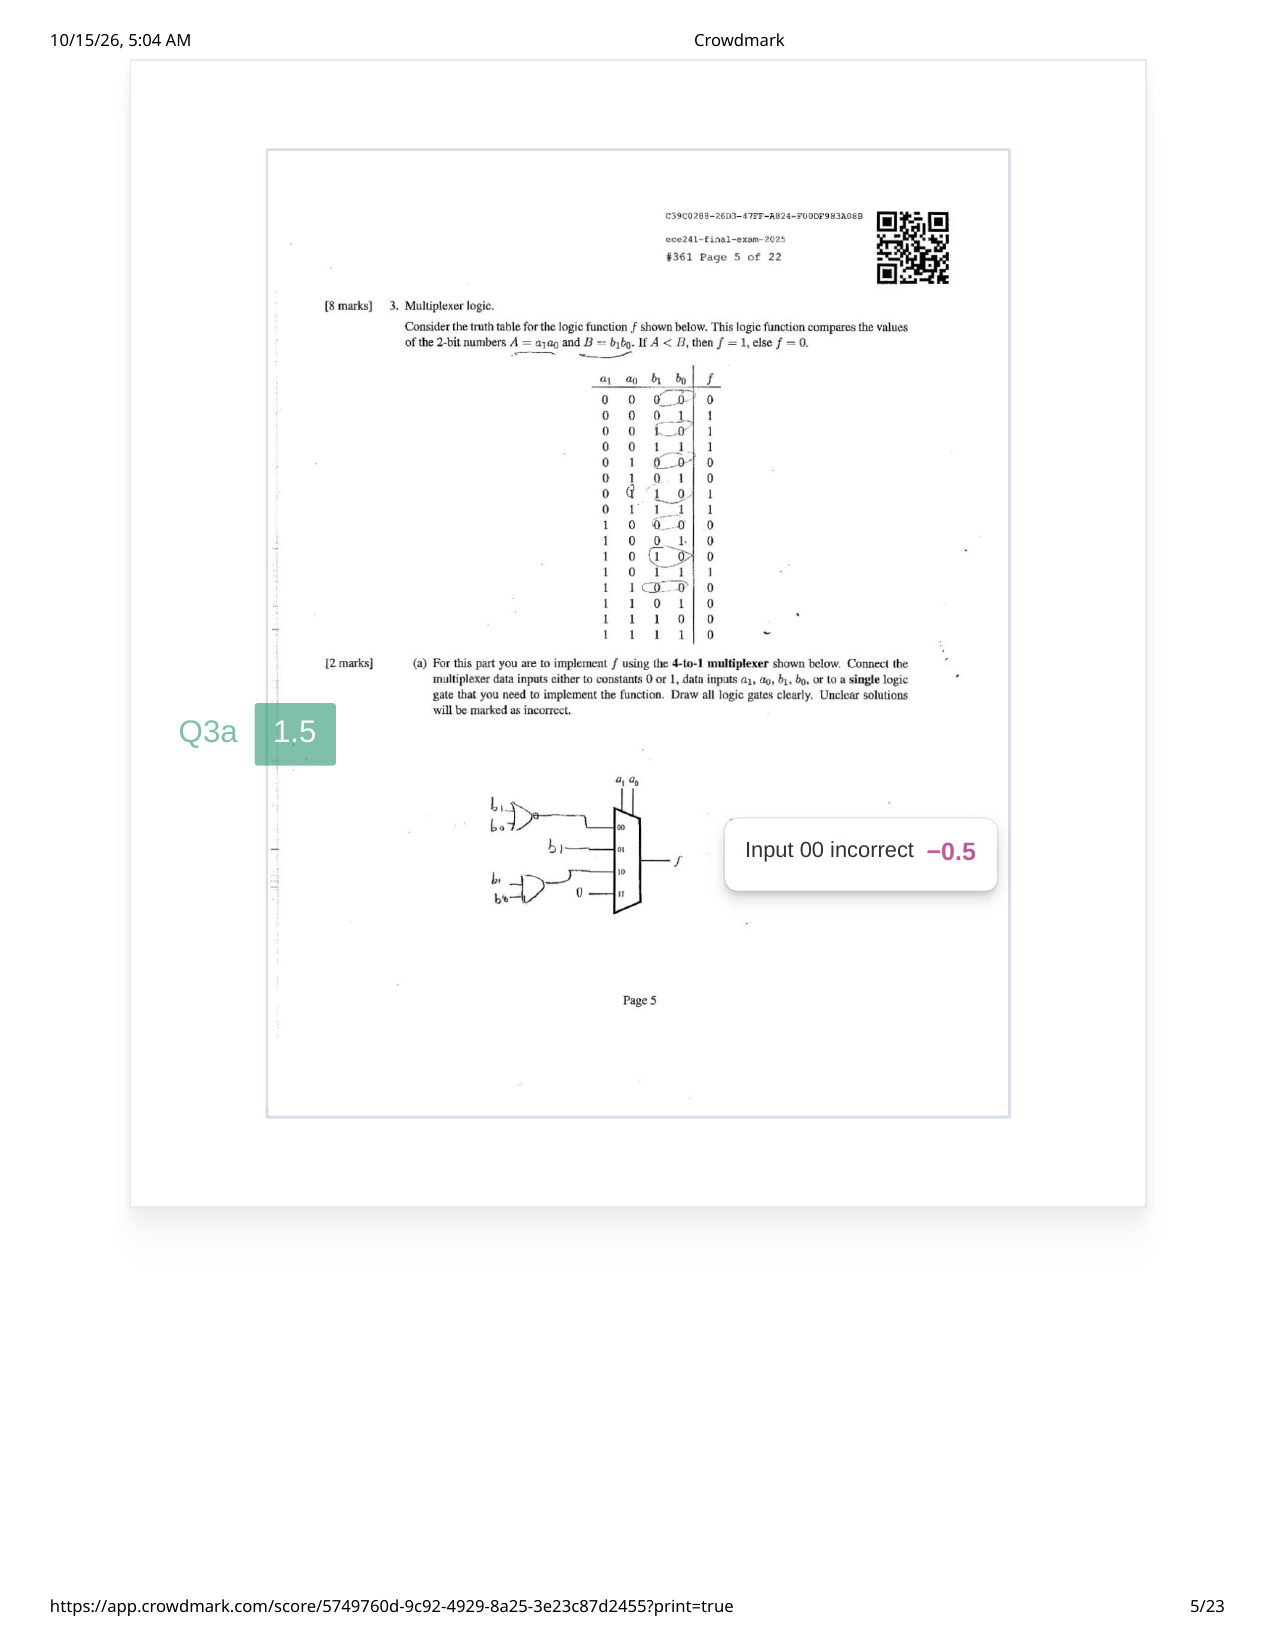 10/15/26, 5:04 AM
Crowdmark
C39C0288-26D3-47FF-A824-F00DF983A08B
ece241-final-exam-2025
#361 Page 5 of 22
[8 marks] 3. Multiplexer logic.
Consider the truth table for the logic function f shown below. This logic function compares the values
of the 2-bit numbers A = a₁a₀ and B = b₁b₀. If A < B, then f = 1, else f = 0.
a₁ a₀ b₁ b₀ f
0 0 0 0 0
0 0 0 1 1
0 0 1 0 1
0 0 1 1 1
0 1 0 0 0
0 1 0 1 0
0 1 1 0 1
0 1 1 1 1
1 0 0 0 0
1 0 0 1 0
1 0 1 0 0
1 0 1 1 1
1 1 0 0 0
1 1 0 1 0
1 1 1 0 0
1 1 1 1 0
[2 marks] (a) For this part you are to implement f using the 4-to-1 multiplexer shown below. Connect the
multiplexer data inputs either to constants 0 or 1, data inputs a₁, a₀, b₁, b₀, or to a single logic
gate that you need to implement the function. Draw all logic gates clearly. Unclear solutions
will be marked as incorrect.
Q3a 1.5
a₁ a₀
b₁
b₀
00
b₁ 01
f
b₁
10
b₀
0 11
Input 00 incorrect −0.5
Page 5
https://app.crowdmark.com/score/5749760d-9c92-4929-8a25-3e23c87d2455?print=true
5/23